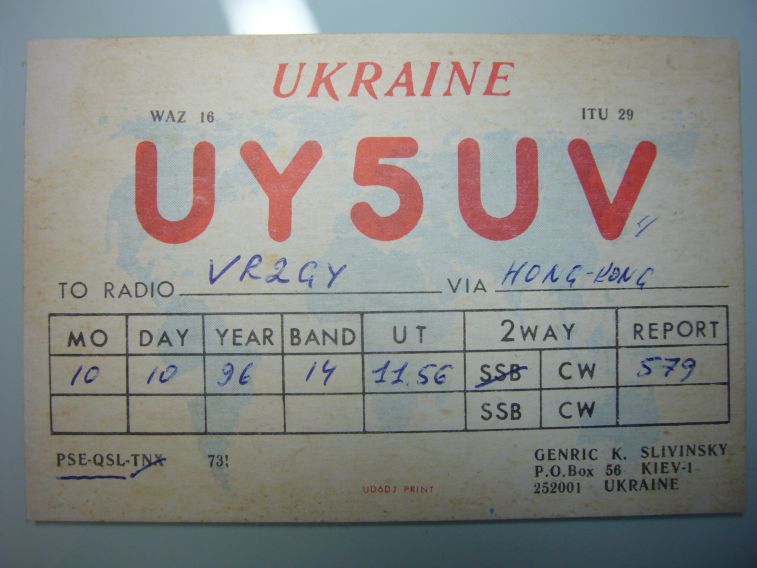 UKRAINE
WAZ 16 ITU 29
UY5UV
TO RADIO VR2GY VIA HONG-KONG
MO DAY YEAR BAND UT 2WAY REPORT
10 10 96 14 11.56 SSB CW 579
SSB CW
PSE-QSL-TNX 73! GENRIC K. SLIVINSKY
P.O.Box 56 KIEV-1
UD6DJ PRINT 252001 UKRAINE